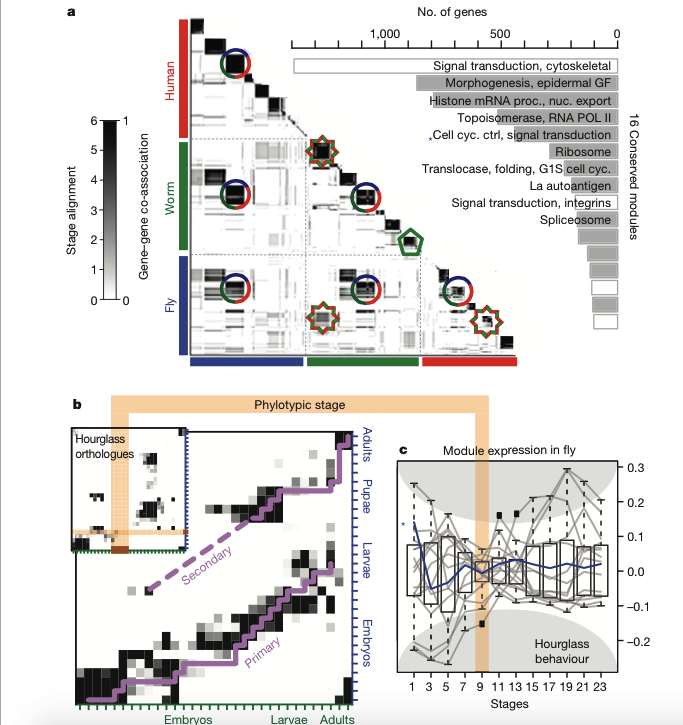 a
No. of genes
1,000
500
0
Human
Worm
Fly
Stage alignment
Gene–gene co-association
6
5
4
3
2
1
0
1
0
Signal transduction, cytoskeletal
Morphogenesis, epidermal GF
Histone mRNA proc., nuc. export
Topoisomerase, RNA POL II
*Cell cyc. ctrl, signal transduction
Ribosome
Translocase, folding, G1S cell cyc.
La autoantigen
Signal transduction, integrins
Spliceosome
16 Conserved modules
b
Phylotypic stage
Hourglass
orthologues
Secondary
Primary
Adults
Pupae
Larvae
Embryos
Embryos
Larvae
Adults
c
Module expression in fly
*
0.3
0.2
0.1
0.0
–0.1
–0.2
Hourglass
behaviour
1 3 5 7 9 11 13 15 17 19 21 23
Stages